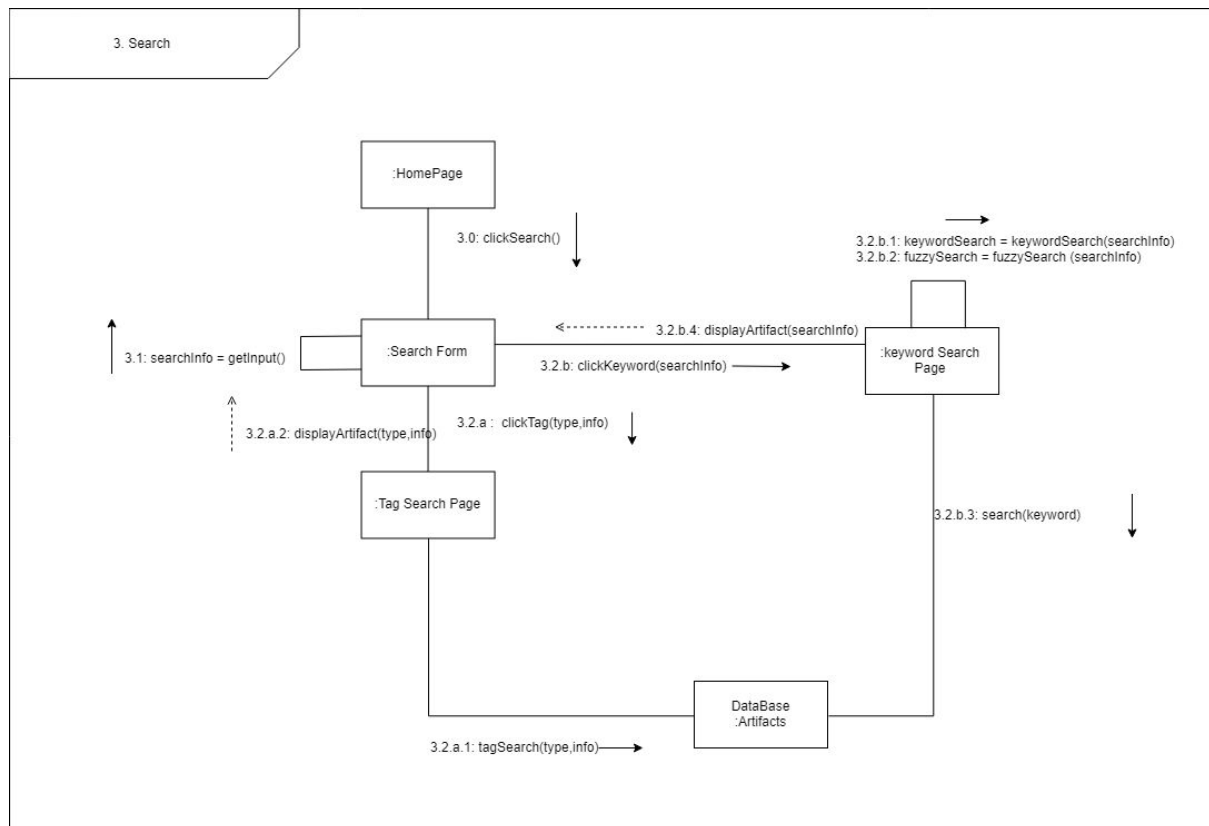 3. Search
:HomePage
3.0: clickSearch()
3.2.b.1: keywordSearch = keywordSearch(searchInfo)
3.2.b.2: fuzzySearch = fuzzySearch (searchInfo)
3.1: searchInfo = getInput()
:Search Form
3.2.b.4: displayArtifact(searchInfo)
3.2.b: clickKeyword(searchInfo)
:keyword Search
Page
3.2.a.2: displayArtifact(type,info)
3.2.a : clickTag(type,info)
:Tag Search Page
3.2.b.3: search(keyword)
DataBase
:Artifacts
3.2.a.1: tagSearch(type,info)